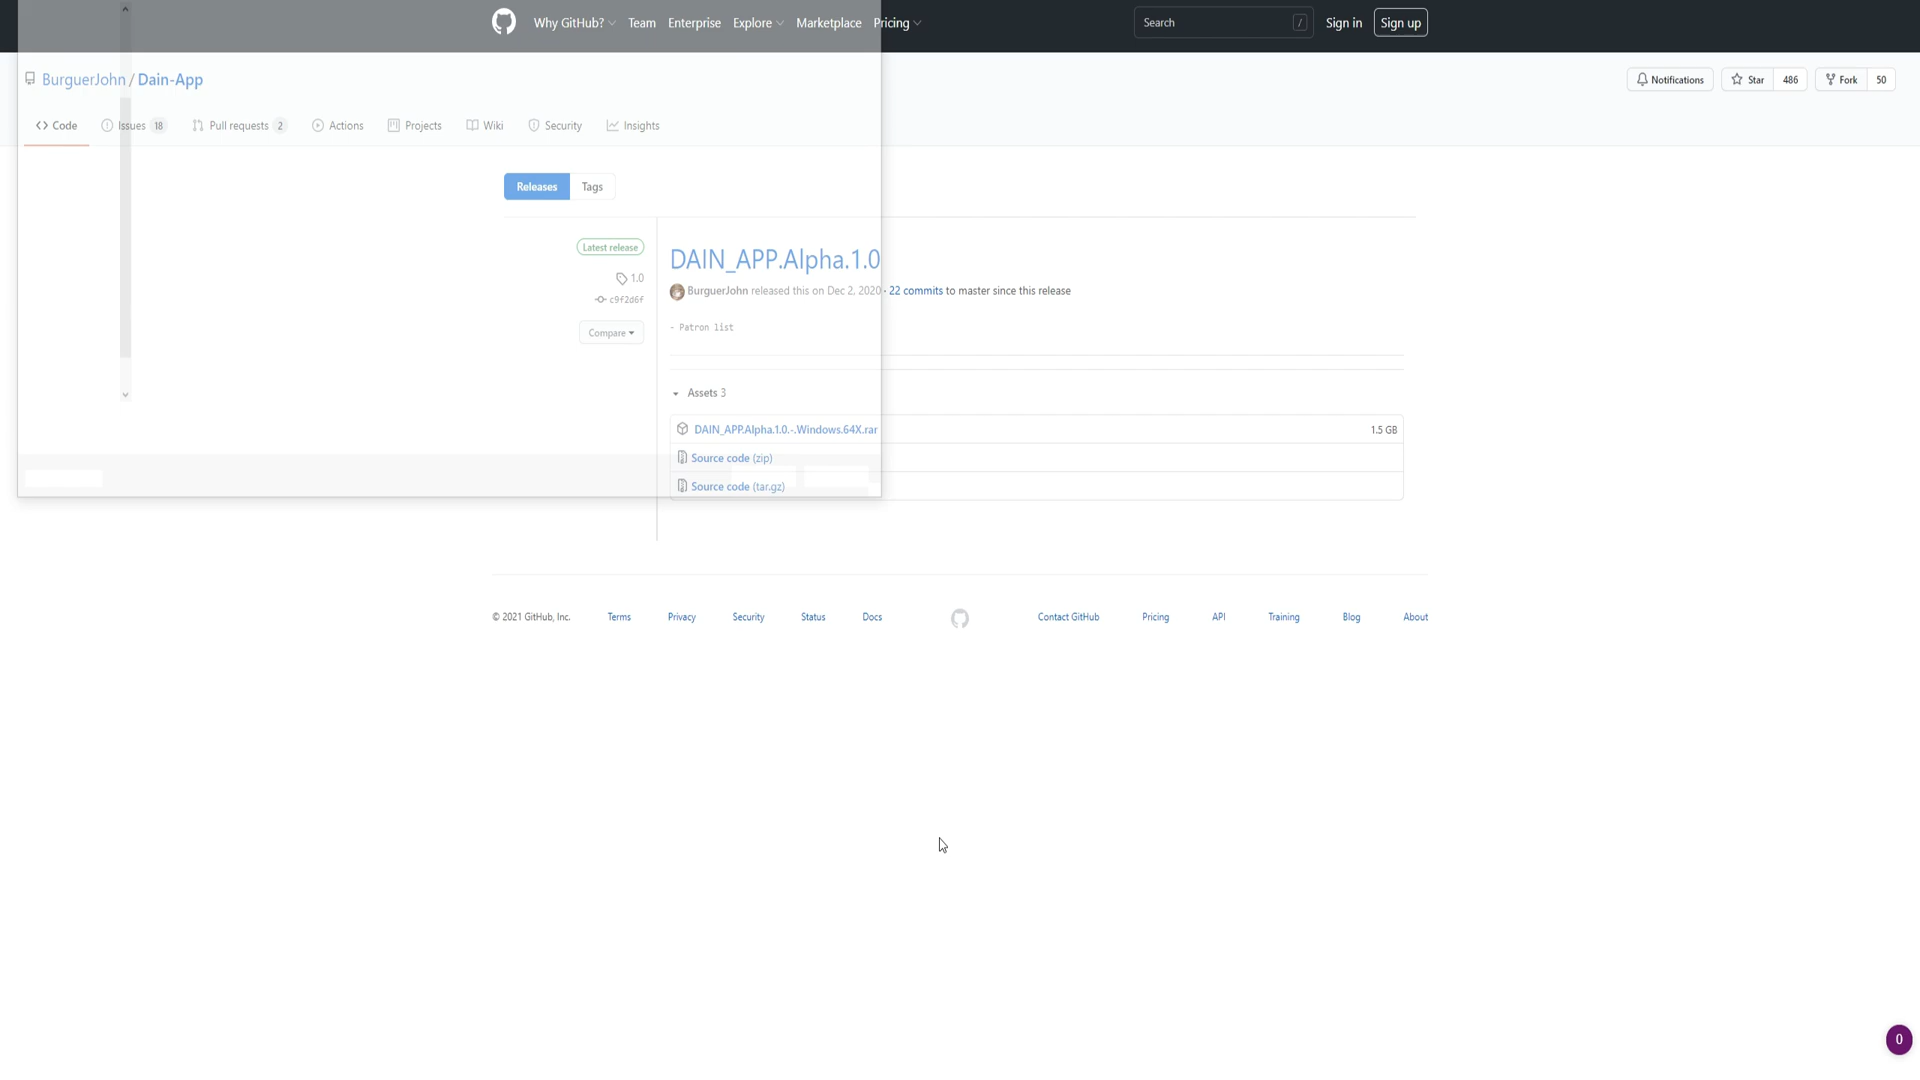 Why GitHub? Team Enterprise Explore Marketplace Pricing Search / Sign in Sign up
BurguerJohn / Dain-App Notifications Star 486 Fork 50
Code Issues 18 Pull requests 2 Actions Projects Wiki Security Insights
Releases Tags
Latest release
1.0
c9f2d6f
Compare
DAIN_APP.Alpha.1.0
BurguerJohn released this on Dec 2, 2020 · 22 commits to master since this release
- Patron list
Assets 3
DAIN_APP.Alpha.1.0.-.Windows.64X.rar 1.5 GB
Source code (zip)
Source code (tar.gz)
© 2021 GitHub, Inc. Terms Privacy Security Status Docs Contact GitHub Pricing API Training Blog About
0